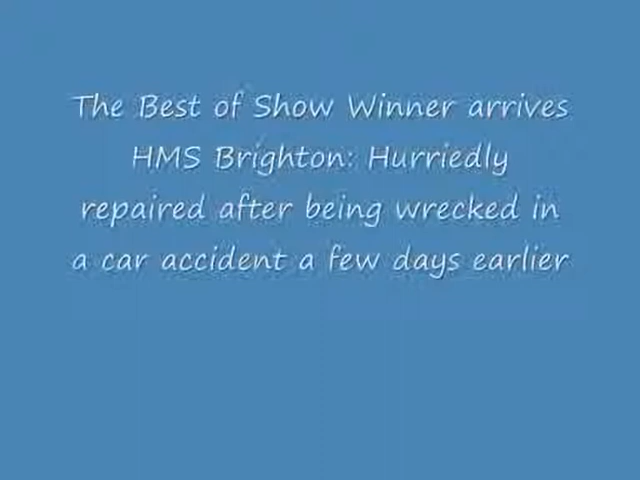 The Best of Show Winner arrives
HMS Brighton: Hurriedly
repaired after being wrecked in
a car accident a few days earlier